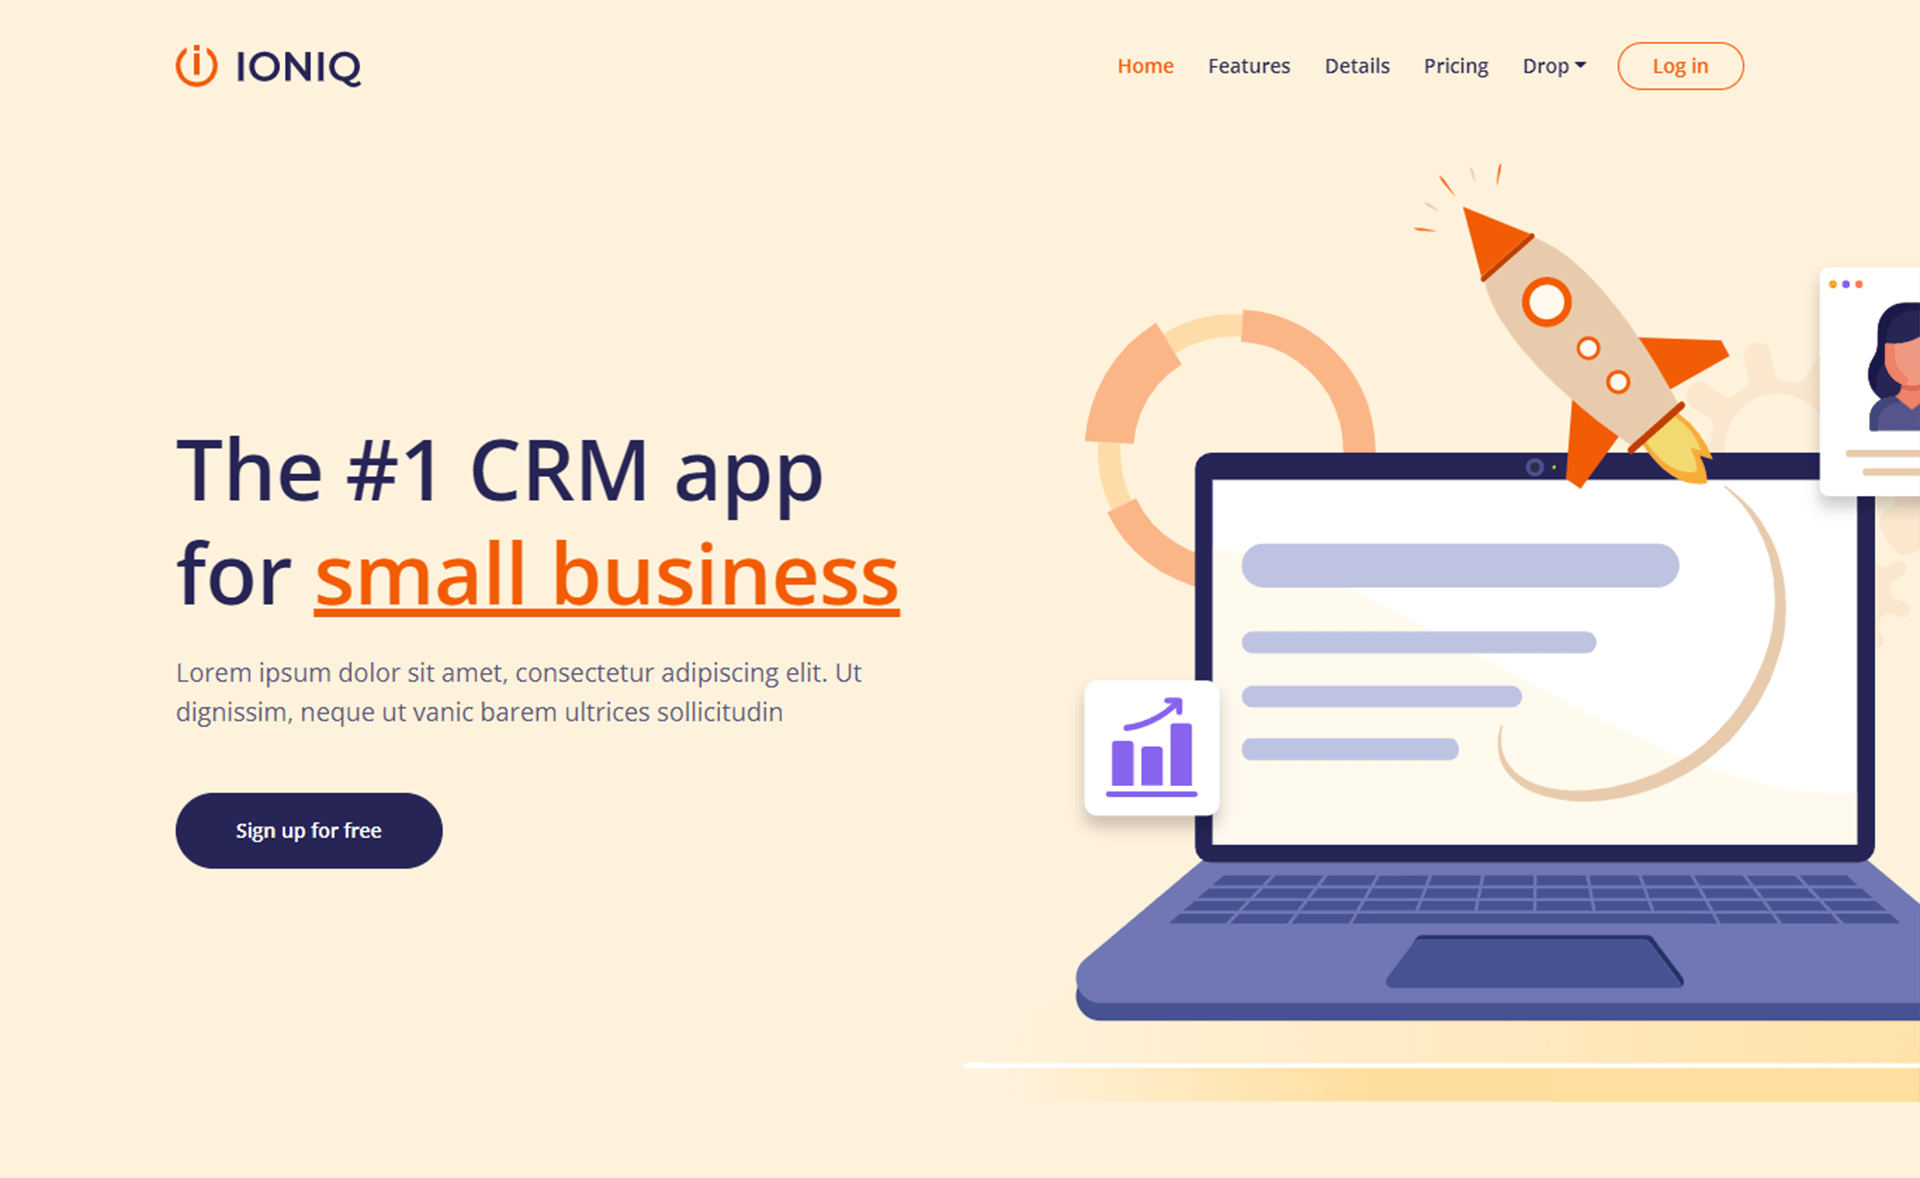 IONIQ
Home Features Details Pricing Drop Log in
The #1 CRM app
for small business
Lorem ipsum dolor sit amet, consectetur adipiscing elit. Ut
dignissim, neque ut vanic barem ultrices sollicitudin
Sign up for free